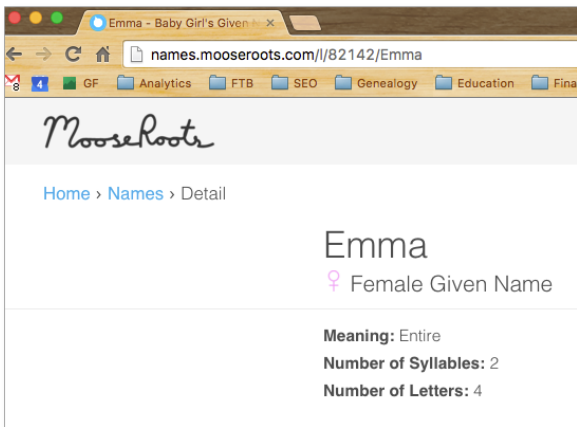 Emma - Baby Girl's Given N
names.mooseroots.com/l/82142/Emma
8 4 GF Analytics FTB SEO Genealogy Education Fina
MooseRoots
Home › Names › Detail
Emma
♀ Female Given Name
Meaning: Entire
Number of Syllables: 2
Number of Letters: 4